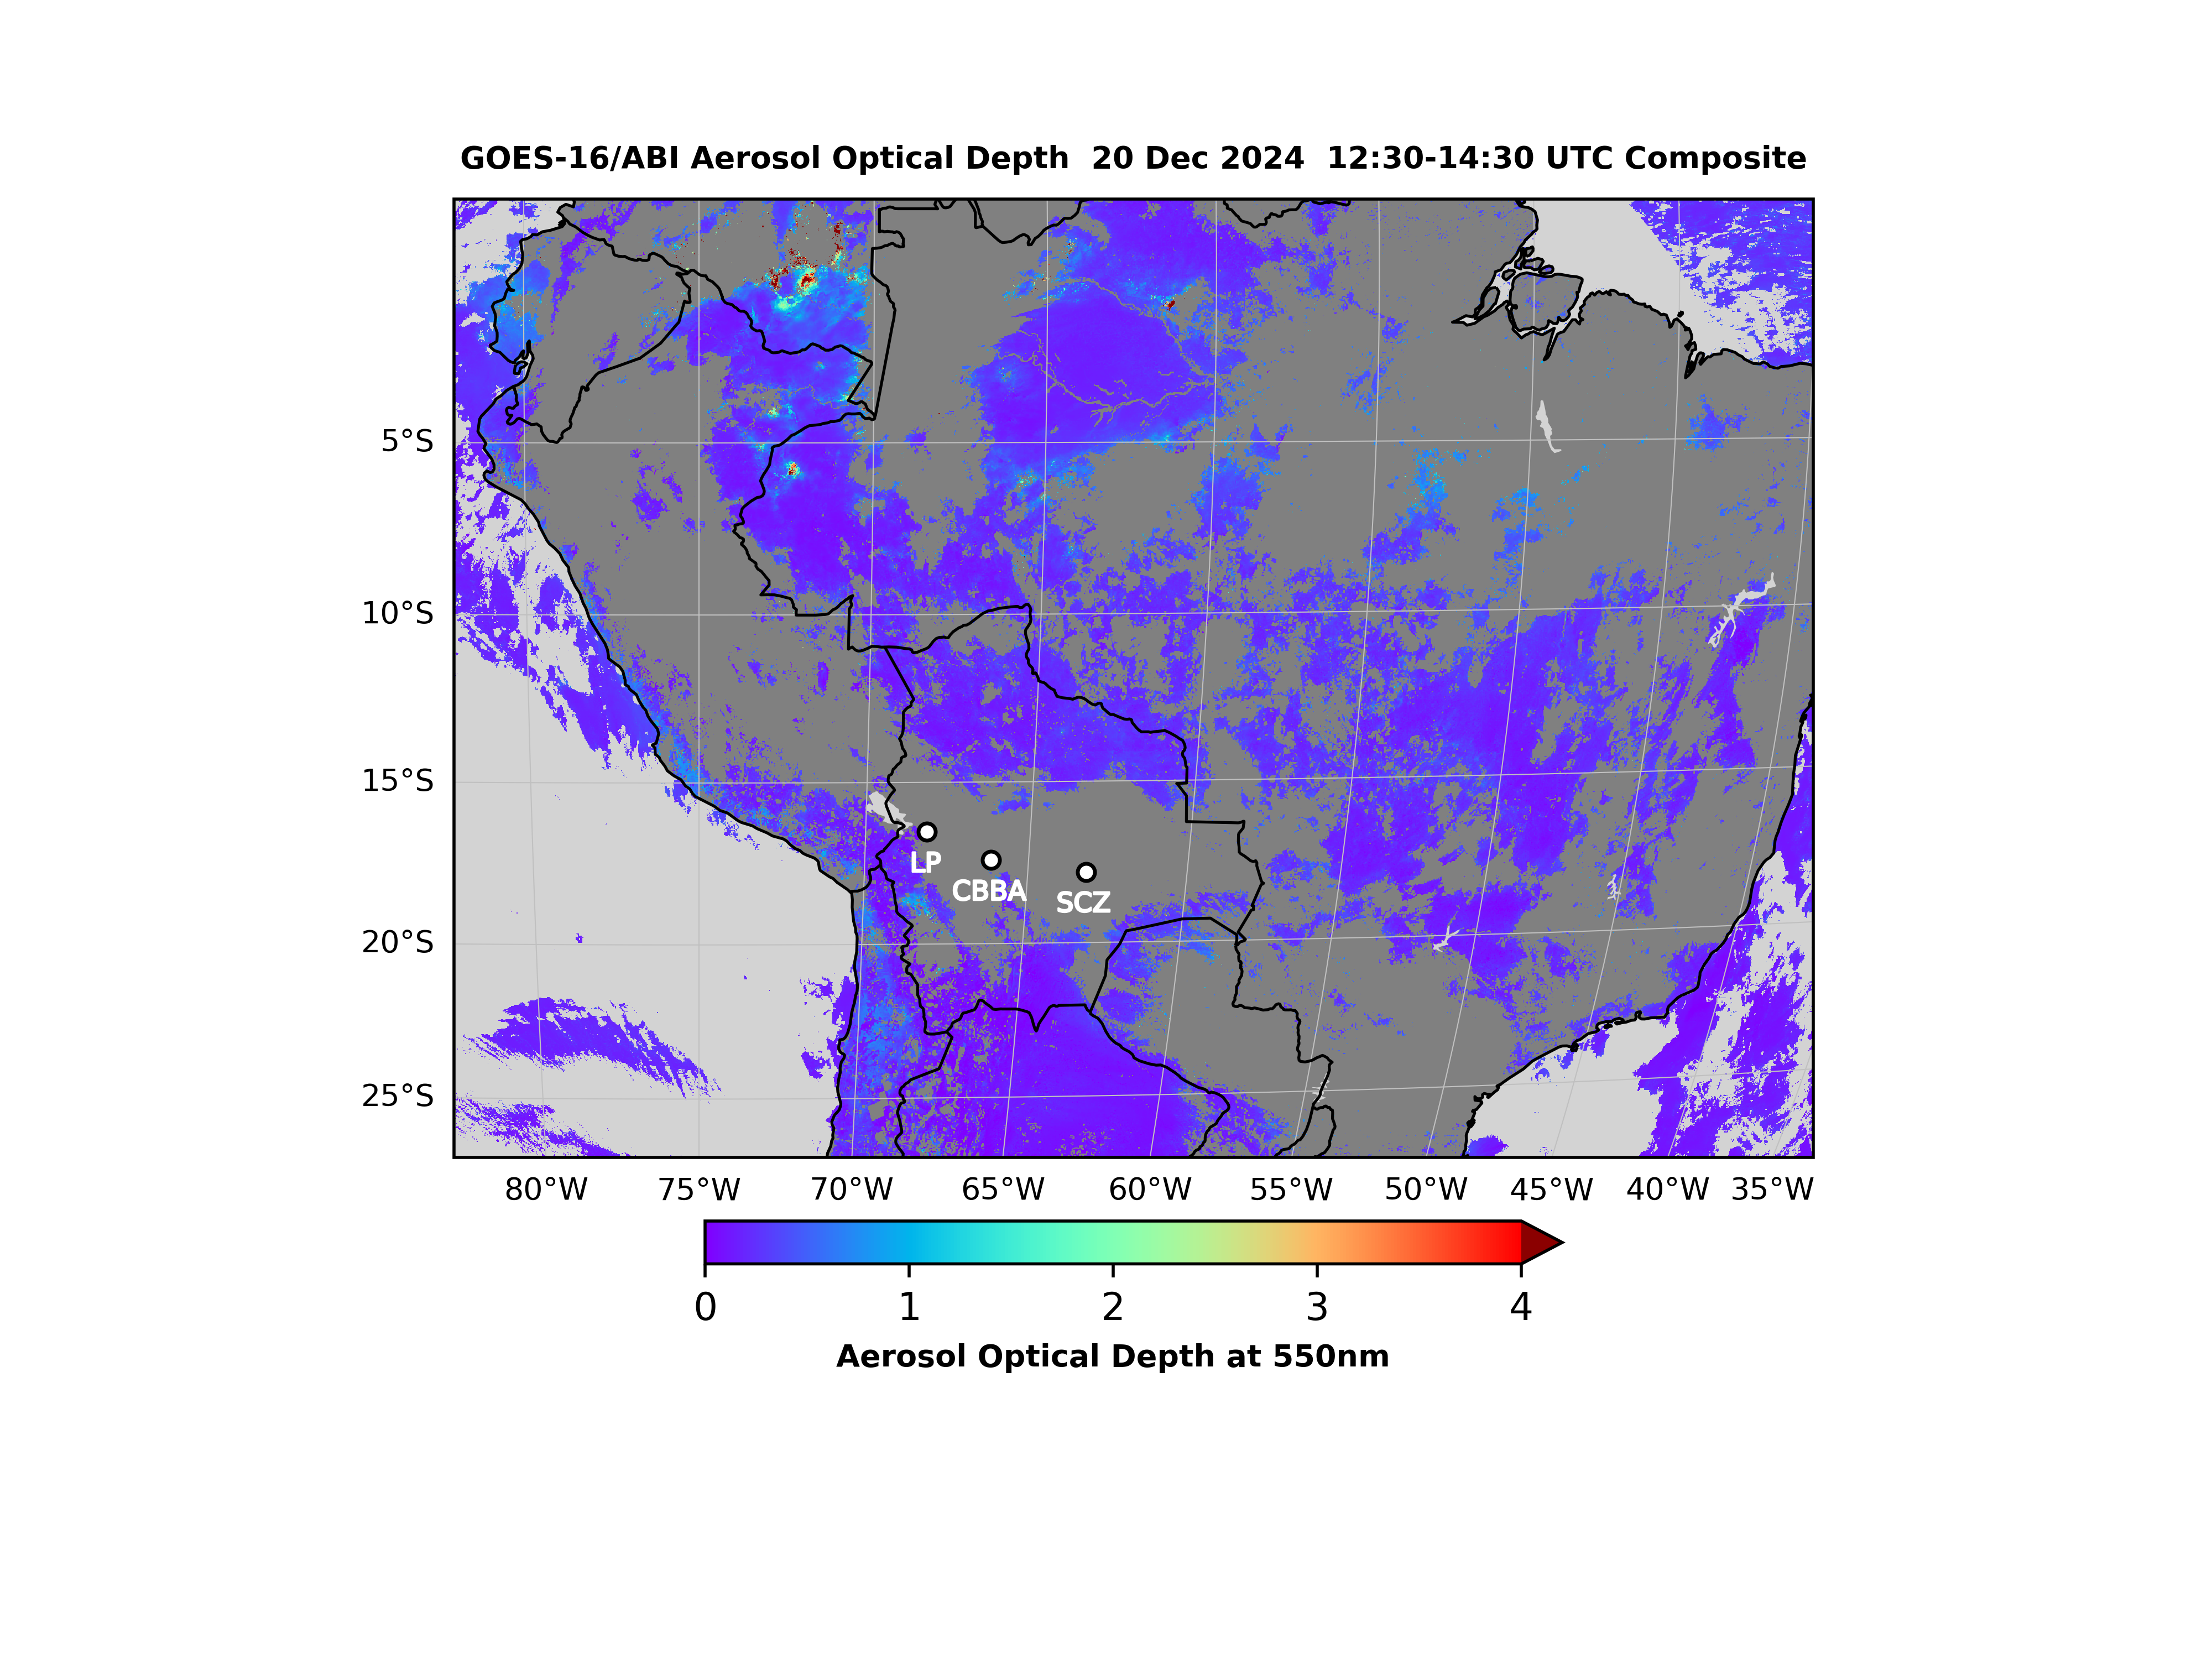 GOES-16/ABI Aerosol Optical Depth  20 Dec 2024  12:30-14:30 UTC Composite
5°S
10°S
15°S
LP
CBBA
SCZ
20°S
25°S
80°W 75°W 70°W 65°W 60°W 55°W 50°W 45°W 40°W 35°W
0 1 2 3 4
Aerosol Optical Depth at 550nm